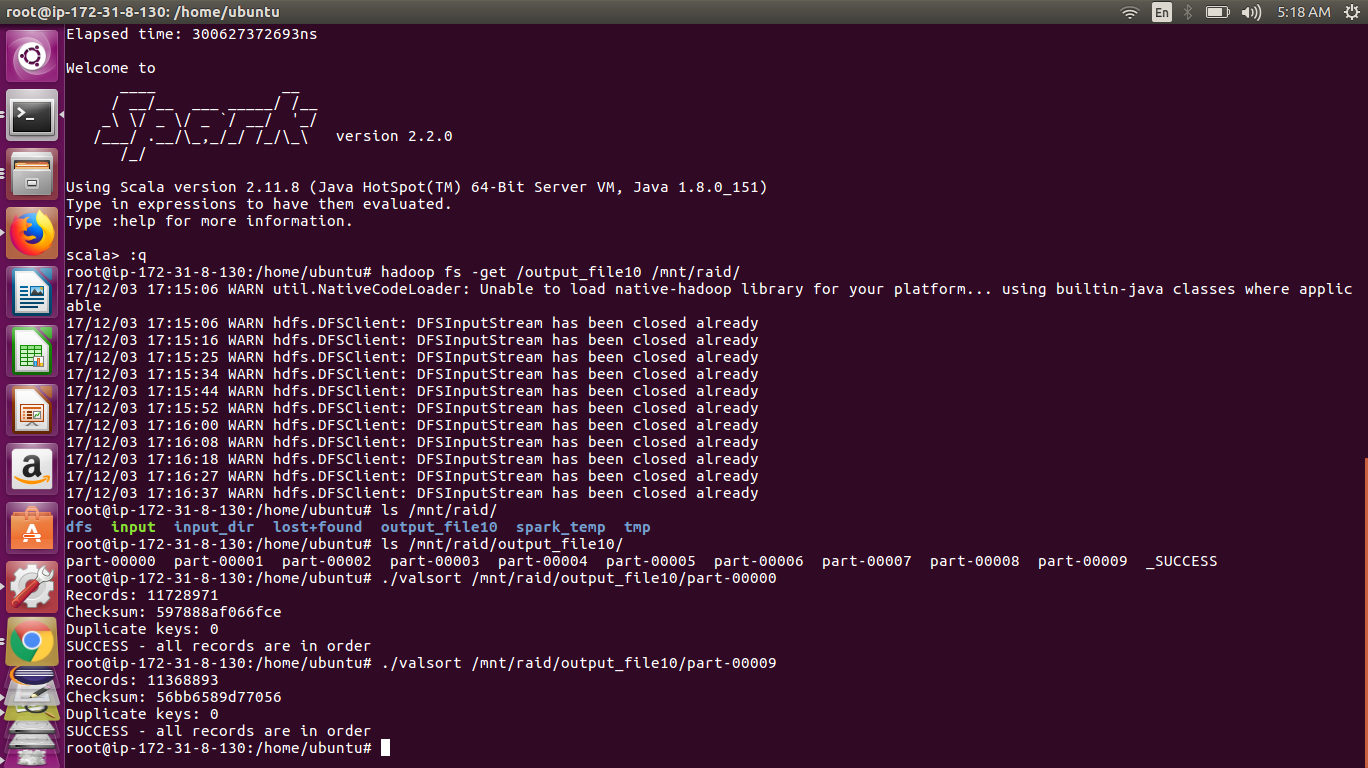 root@ip-172-31-8-130: /home/ubuntu
En
5:18 AM
Elapsed time: 300627372693ns
Welcome to
Spark version 2.2.0
Using Scala version 2.11.8 (Java HotSpot(TM) 64-Bit Server VM, Java 1.8.0_151)
Type in expressions to have them evaluated.
Type :help for more information.
scala> :q
root@ip-172-31-8-130:/home/ubuntu# hadoop fs -get /output_file10 /mnt/raid/
17/12/03 17:15:06 WARN util.NativeCodeLoader: Unable to load native-hadoop library for your platform... using builtin-java classes where applic
able
17/12/03 17:15:06 WARN hdfs.DFSClient: DFSInputStream has been closed already
17/12/03 17:15:16 WARN hdfs.DFSClient: DFSInputStream has been closed already
17/12/03 17:15:25 WARN hdfs.DFSClient: DFSInputStream has been closed already
17/12/03 17:15:34 WARN hdfs.DFSClient: DFSInputStream has been closed already
17/12/03 17:15:44 WARN hdfs.DFSClient: DFSInputStream has been closed already
17/12/03 17:15:52 WARN hdfs.DFSClient: DFSInputStream has been closed already
17/12/03 17:16:00 WARN hdfs.DFSClient: DFSInputStream has been closed already
17/12/03 17:16:08 WARN hdfs.DFSClient: DFSInputStream has been closed already
17/12/03 17:16:18 WARN hdfs.DFSClient: DFSInputStream has been closed already
17/12/03 17:16:27 WARN hdfs.DFSClient: DFSInputStream has been closed already
17/12/03 17:16:37 WARN hdfs.DFSClient: DFSInputStream has been closed already
root@ip-172-31-8-130:/home/ubuntu# ls /mnt/raid/
dfs input input_dir lost+found output_file10 spark_temp tmp
root@ip-172-31-8-130:/home/ubuntu# ls /mnt/raid/output_file10/
part-00000 part-00001 part-00002 part-00003 part-00004 part-00005 part-00006 part-00007 part-00008 part-00009 _SUCCESS
root@ip-172-31-8-130:/home/ubuntu# ./valsort /mnt/raid/output_file10/part-00000
Records: 11728971
Checksum: 597888af066fce
Duplicate keys: 0
SUCCESS - all records are in order
root@ip-172-31-8-130:/home/ubuntu# ./valsort /mnt/raid/output_file10/part-00009
Records: 11368893
Checksum: 56bb6589d77056
Duplicate keys: 0
SUCCESS - all records are in order
root@ip-172-31-8-130:/home/ubuntu#